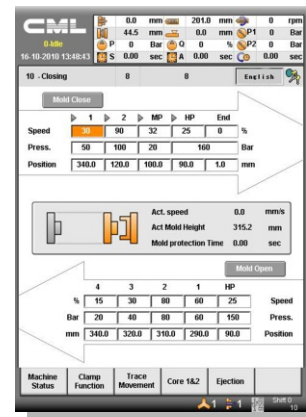 CML 0.0 mm 201.0 mm 0 rpm
44.5 mm 0.0 mm P1 0 Bar
0-Idle P 0 Bar Q 0 % P2 0 Bar
16-10-2010 13:48:43 S 0.00 sec A 0.00 sec 0.00 sec
10 - Closing 8 8 English
Mold Close
1 2 MP HP End
Speed 30 90 32 25 0 %
Press. 50 100 20 160 Bar
Position 340.0 120.0 100.0 90.0 1.0 mm
Act. speed 0.0 mm/s
Act Mold Height 315.2 mm
Mold protection Time 0.00 sec
Mold Open
4 3 2 1 HP
% 15 30 80 60 25 Speed
Bar 20 40 80 60 150 Press.
mm 340.0 320.0 310.0 290.0 90.0 Position
Machine Status
Clamp Function
Trace Movement
Core 1&2
Ejection
1 1 Shift 0
10